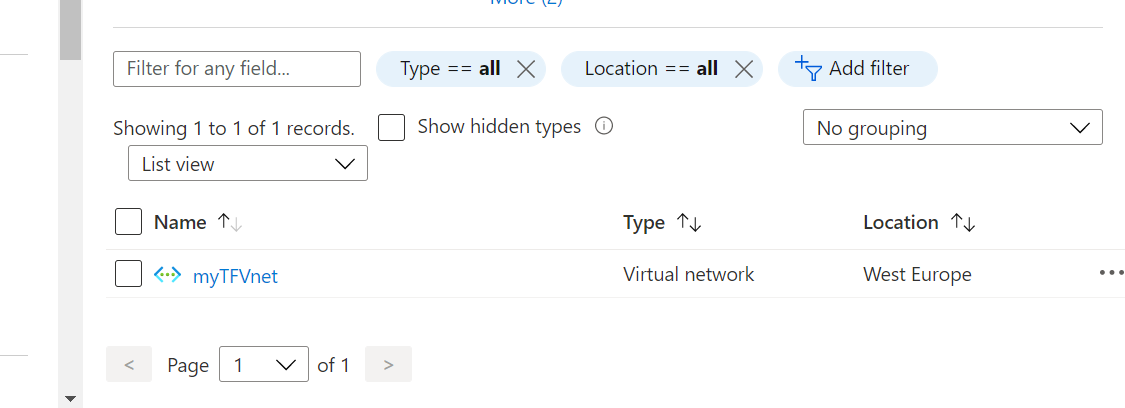 More (2)
Filter for any field...
Type == all
Location == all
Add filter
Showing 1 to 1 of 1 records.
Show hidden types
No grouping
List view
Name
Type
Location
myTFVnet
Virtual network
West Europe
< Page 1 of 1 >